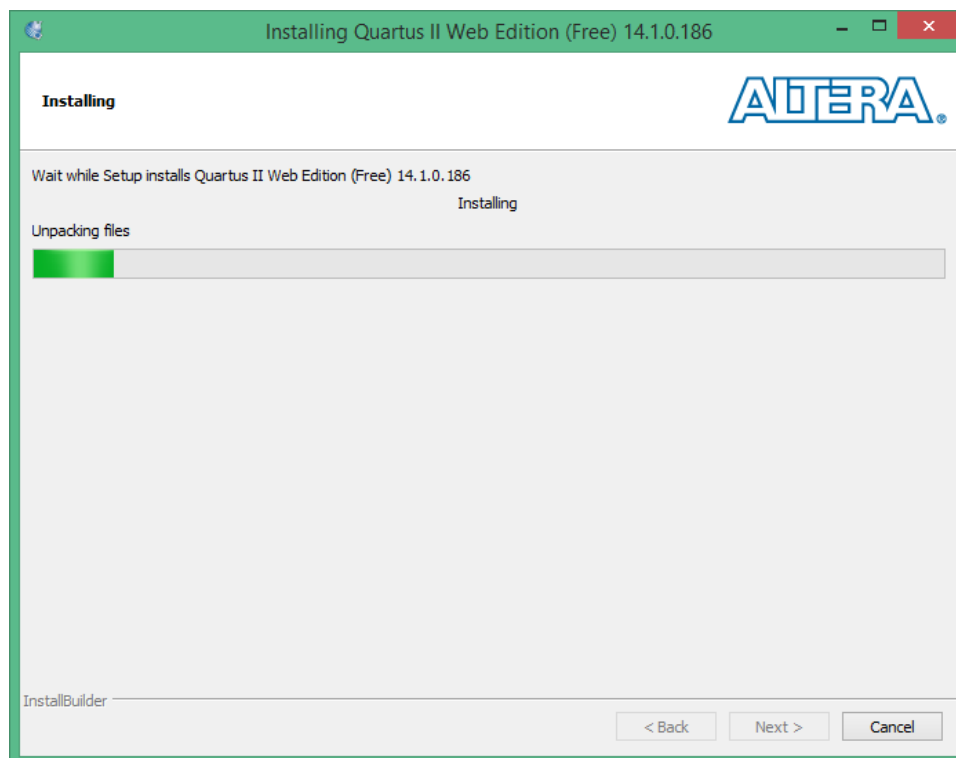 Installing Quartus II Web Edition (Free) 14.1.0.186
Installing
ALTERA®
Wait while Setup installs Quartus II Web Edition (Free) 14.1.0.186
Installing
Unpacking files
InstallBuilder
< Back Next > Cancel